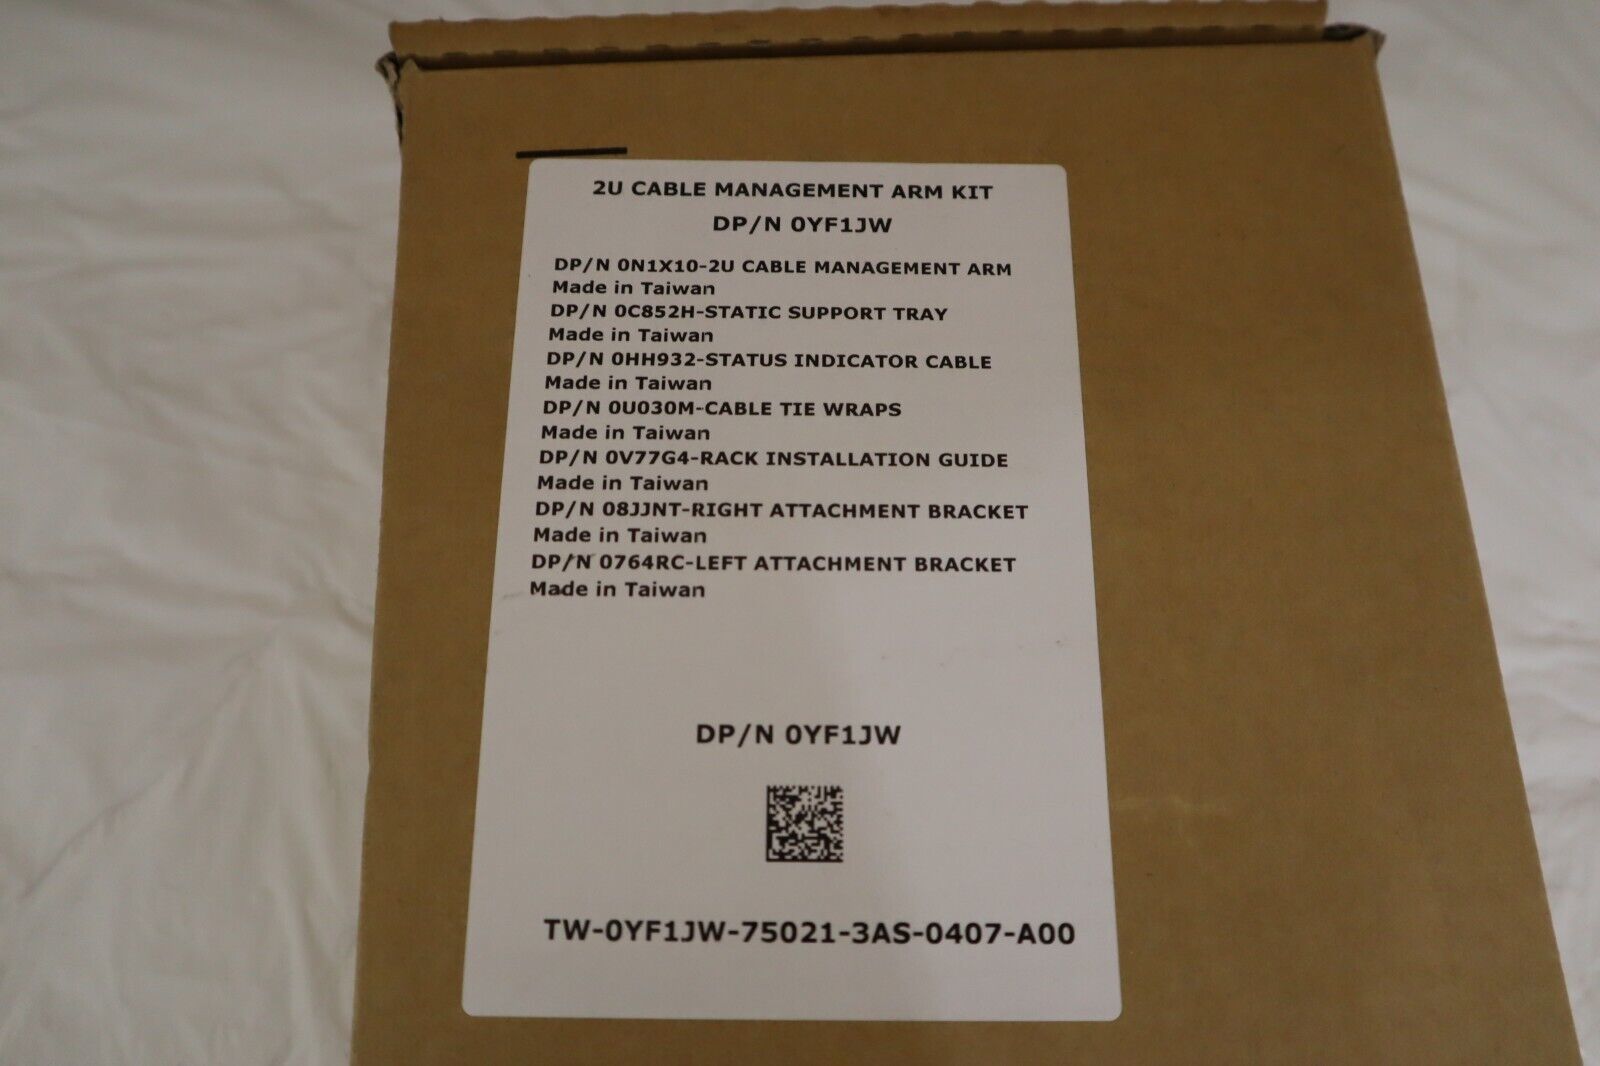 2U CABLE MANAGEMENT ARM KIT
DP/N 0YF1JW
DP/N 0N1X10-2U CABLE MANAGEMENT ARM
Made in Taiwan
DP/N 0C852H-STATIC SUPPORT TRAY
Made in Taiwan
DP/N 0HH932-STATUS INDICATOR CABLE
Made in Taiwan
DP/N 0U030M-CABLE TIE WRAPS
Made in Taiwan
DP/N 0V77G4-RACK INSTALLATION GUIDE
Made in Taiwan
DP/N 08JJNT-RIGHT ATTACHMENT BRACKET
Made in Taiwan
DP/N 0764RC-LEFT ATTACHMENT BRACKET
Made in Taiwan
DP/N 0YF1JW
TW-0YF1JW-75021-3AS-0407-A00